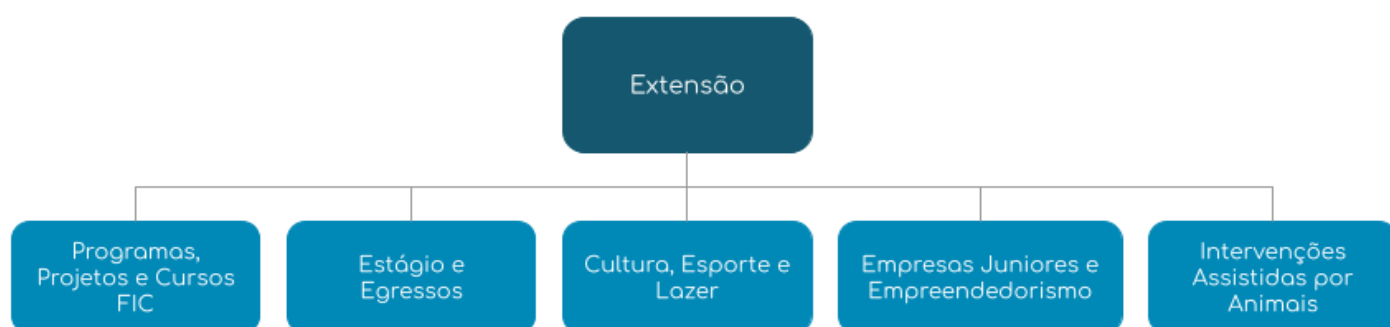 Extensão
Programas,
Projetos e Cursos
FIC
Estágio e
Egressos
Cultura, Esporte e
Lazer
Empresas Juniores e
Empreendedorismo
Intervenções
Assistidas por
Animais